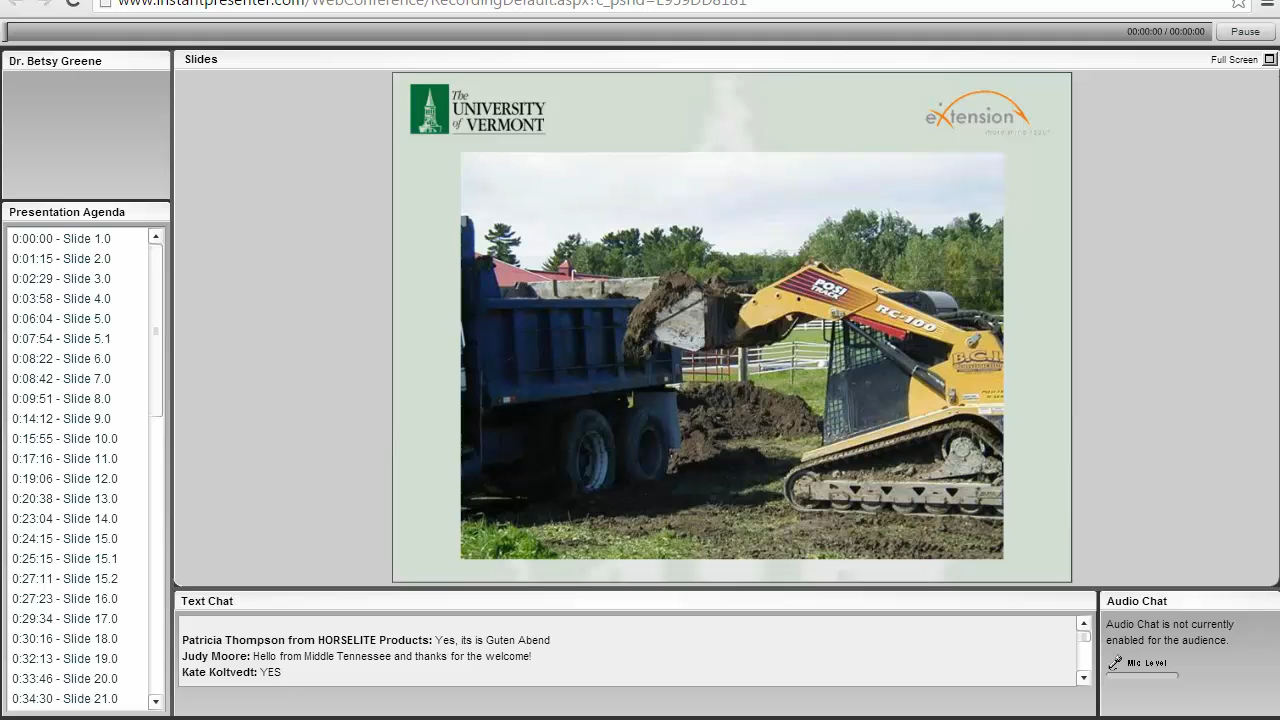 www.instantpresenter.com/WebConference/RecordingDefault.aspx?c_psrid=E959DD8181
00:00:00 / 00:00:00
Pause
Dr. Betsy Greene
Slides
Full Screen
The
UNIVERSITY
of VERMONT
eXtension
POSI
TRACK
RC-100
B.C.I.
Presentation Agenda
0:00:00 - Slide 1.0
0:01:15 - Slide 2.0
0:02:29 - Slide 3.0
0:03:58 - Slide 4.0
0:06:04 - Slide 5.0
0:07:54 - Slide 5.1
0:08:22 - Slide 6.0
0:08:42 - Slide 7.0
0:09:51 - Slide 8.0
0:14:12 - Slide 9.0
0:15:55 - Slide 10.0
0:17:16 - Slide 11.0
0:19:06 - Slide 12.0
0:20:38 - Slide 13.0
0:23:04 - Slide 14.0
0:24:15 - Slide 15.0
0:25:15 - Slide 15.1
0:27:11 - Slide 15.2
0:27:23 - Slide 16.0
0:29:34 - Slide 17.0
0:30:16 - Slide 18.0
0:32:13 - Slide 19.0
0:33:46 - Slide 20.0
0:34:30 - Slide 21.0
Text Chat
Patricia Thompson from HORSELITE Products: Yes, its is Guten Abend
Judy Moore: Hello from Middle Tennessee and thanks for the welcome!
Kate Koltvedt: YES
Audio Chat
Audio Chat is not currently
enabled for the audience.
Mic Level